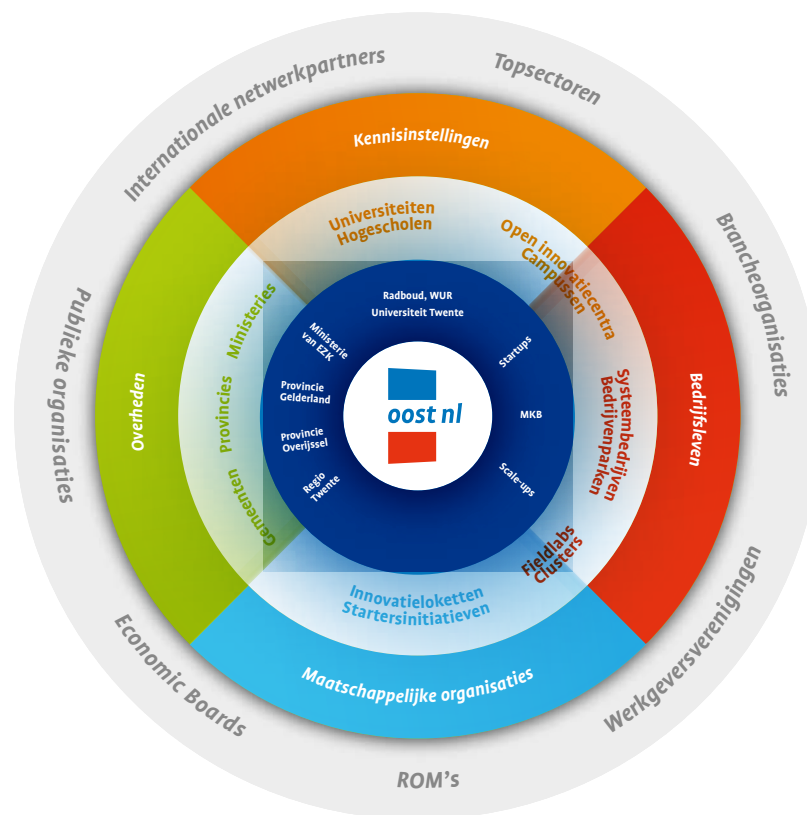 Internationale netwerkpartners
Topsectoren
Brancheorganisaties
Werkgeversverenigingen
ROM's
Economic Boards
Publieke organisaties
Kennisinstellingen
Bedrijfsleven
Maatschappelijke organisaties
Overheden
Universiteiten
Hogescholen
Open innovatiecentra
Campussen
Systeembedrijven
Bedrijvenparken
Fieldlabs
Clusters
Innovatieloketten
Startersinitiatieven
Gemeenten
Provincies
Ministeries
Radboud, WUR
Universiteit Twente
Startups
MKB
Scale-ups
Regio
Twente
Provincie
Overijssel
Provincie
Gelderland
Ministerie
van EZK
oost nl